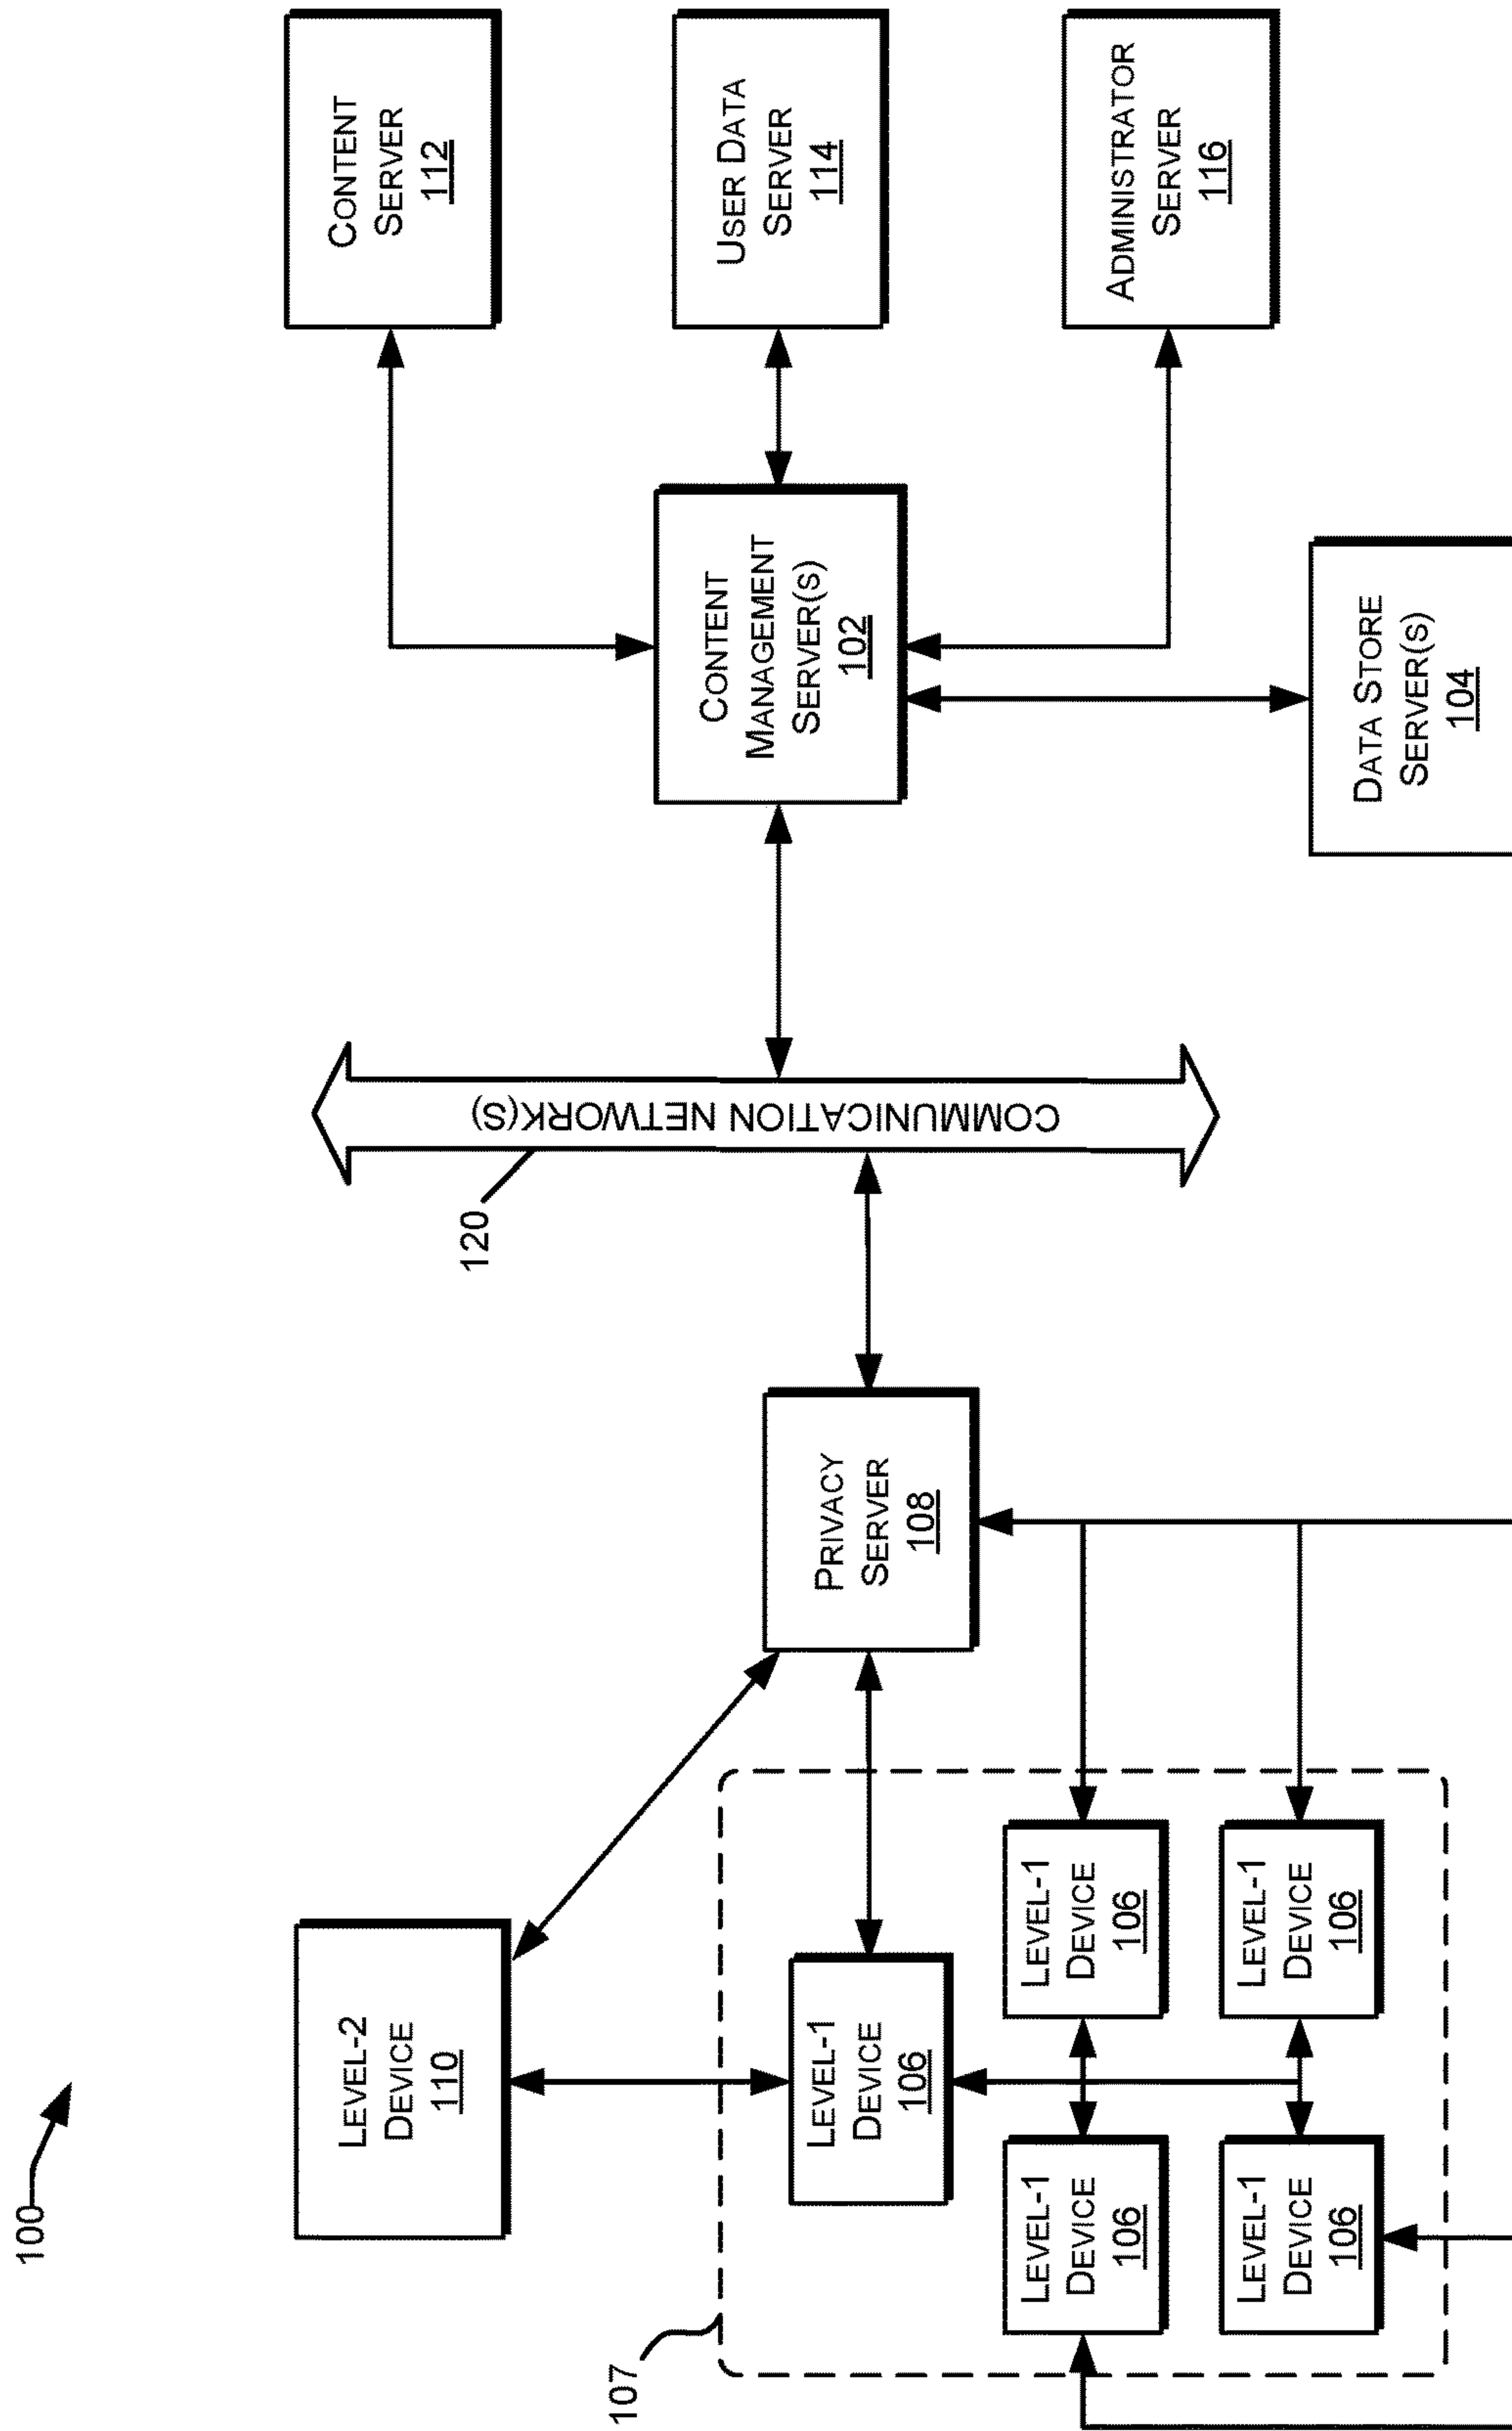 100
LEVEL-2
DEVICE
110
107
LEVEL-1
DEVICE
106
LEVEL-1
DEVICE
106
LEVEL-1
DEVICE
106
LEVEL-1
DEVICE
106
LEVEL-1
DEVICE
106
PRIVACY
SERVER
108
120
COMMUNICATION NETWORK(S)
CONTENT
MANAGEMENT
SERVER(S)
102
DATA STORE
SERVER(S)
104
CONTENT
SERVER
112
USER DATA
SERVER
114
ADMINISTRATOR
SERVER
116